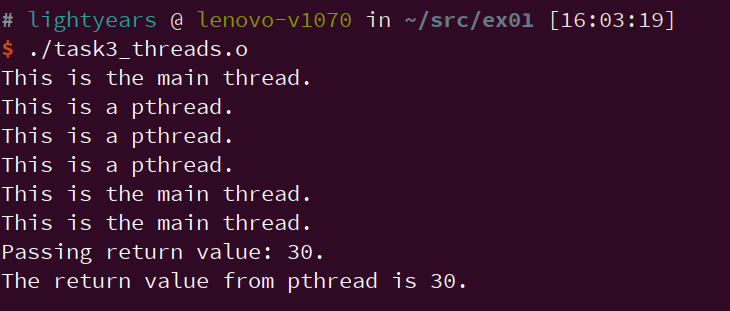 # lightyears @ lenovo-v1070 in ~/src/ex01 [16:03:19]
$ ./task3_threads.o
This is the main thread.
This is a pthread.
This is a pthread.
This is a pthread.
This is the main thread.
This is the main thread.
Passing return value: 30.
The return value from pthread is 30.